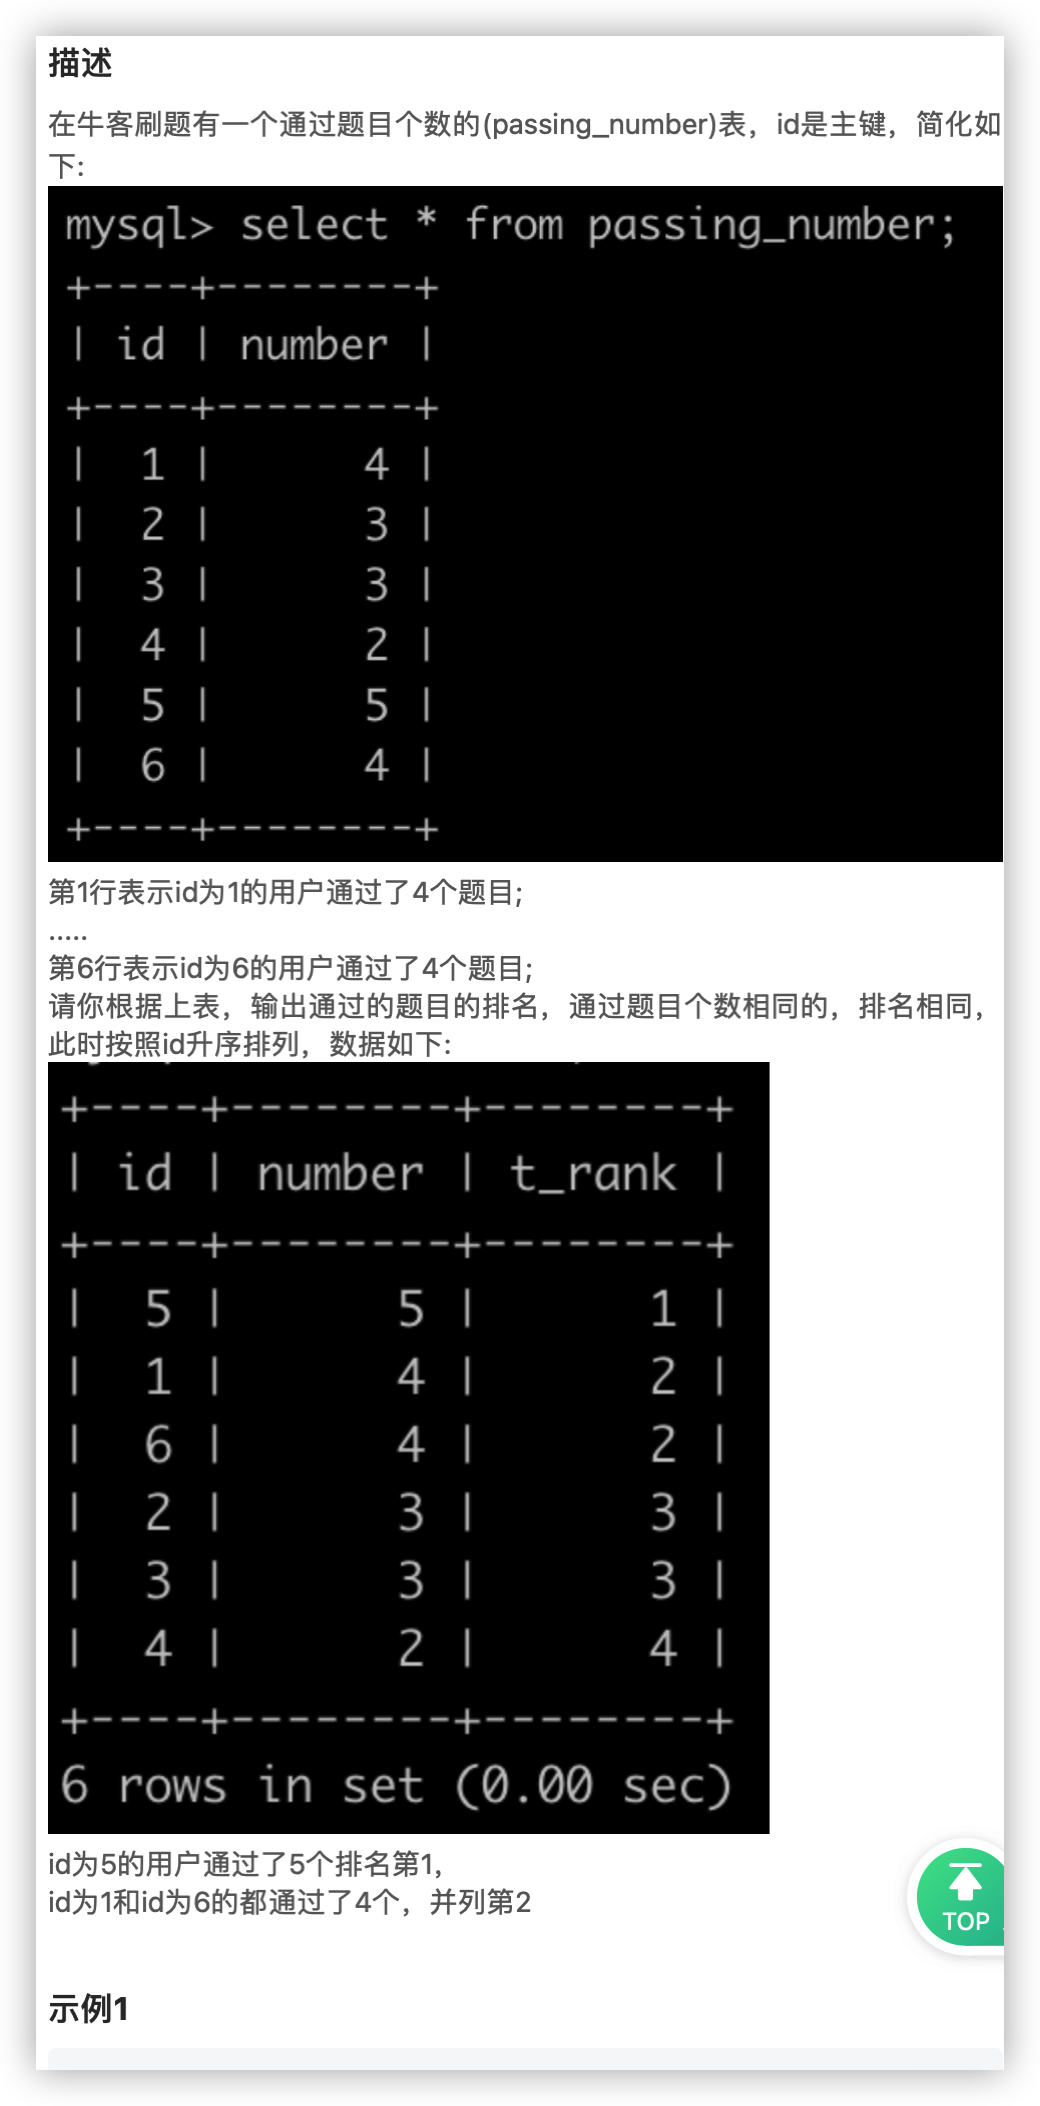 描述
在牛客刷题有一个通过题目个数的(passing_number)表，id是主键，简化如
下:
mysql> select * from passing_number;
+----+--------+
| id | number |
+----+--------+
|  1 |      4 |
|  2 |      3 |
|  3 |      3 |
|  4 |      2 |
|  5 |      5 |
|  6 |      4 |
+----+--------+
第1行表示id为1的用户通过了4个题目;
.....
第6行表示id为6的用户通过了4个题目;
请你根据上表，输出通过的题目的排名，通过题目个数相同的，排名相同，
此时按照id升序排列，数据如下:
+----+--------+--------+
| id | number | t_rank |
+----+--------+--------+
|  5 |      5 |      1 |
|  1 |      4 |      2 |
|  6 |      4 |      2 |
|  2 |      3 |      3 |
|  3 |      3 |      3 |
|  4 |      2 |      4 |
+----+--------+--------+
6 rows in set (0.00 sec)
id为5的用户通过了5个排名第1，
id为1和id为6的都通过了4个，并列第2
TOP
示例1